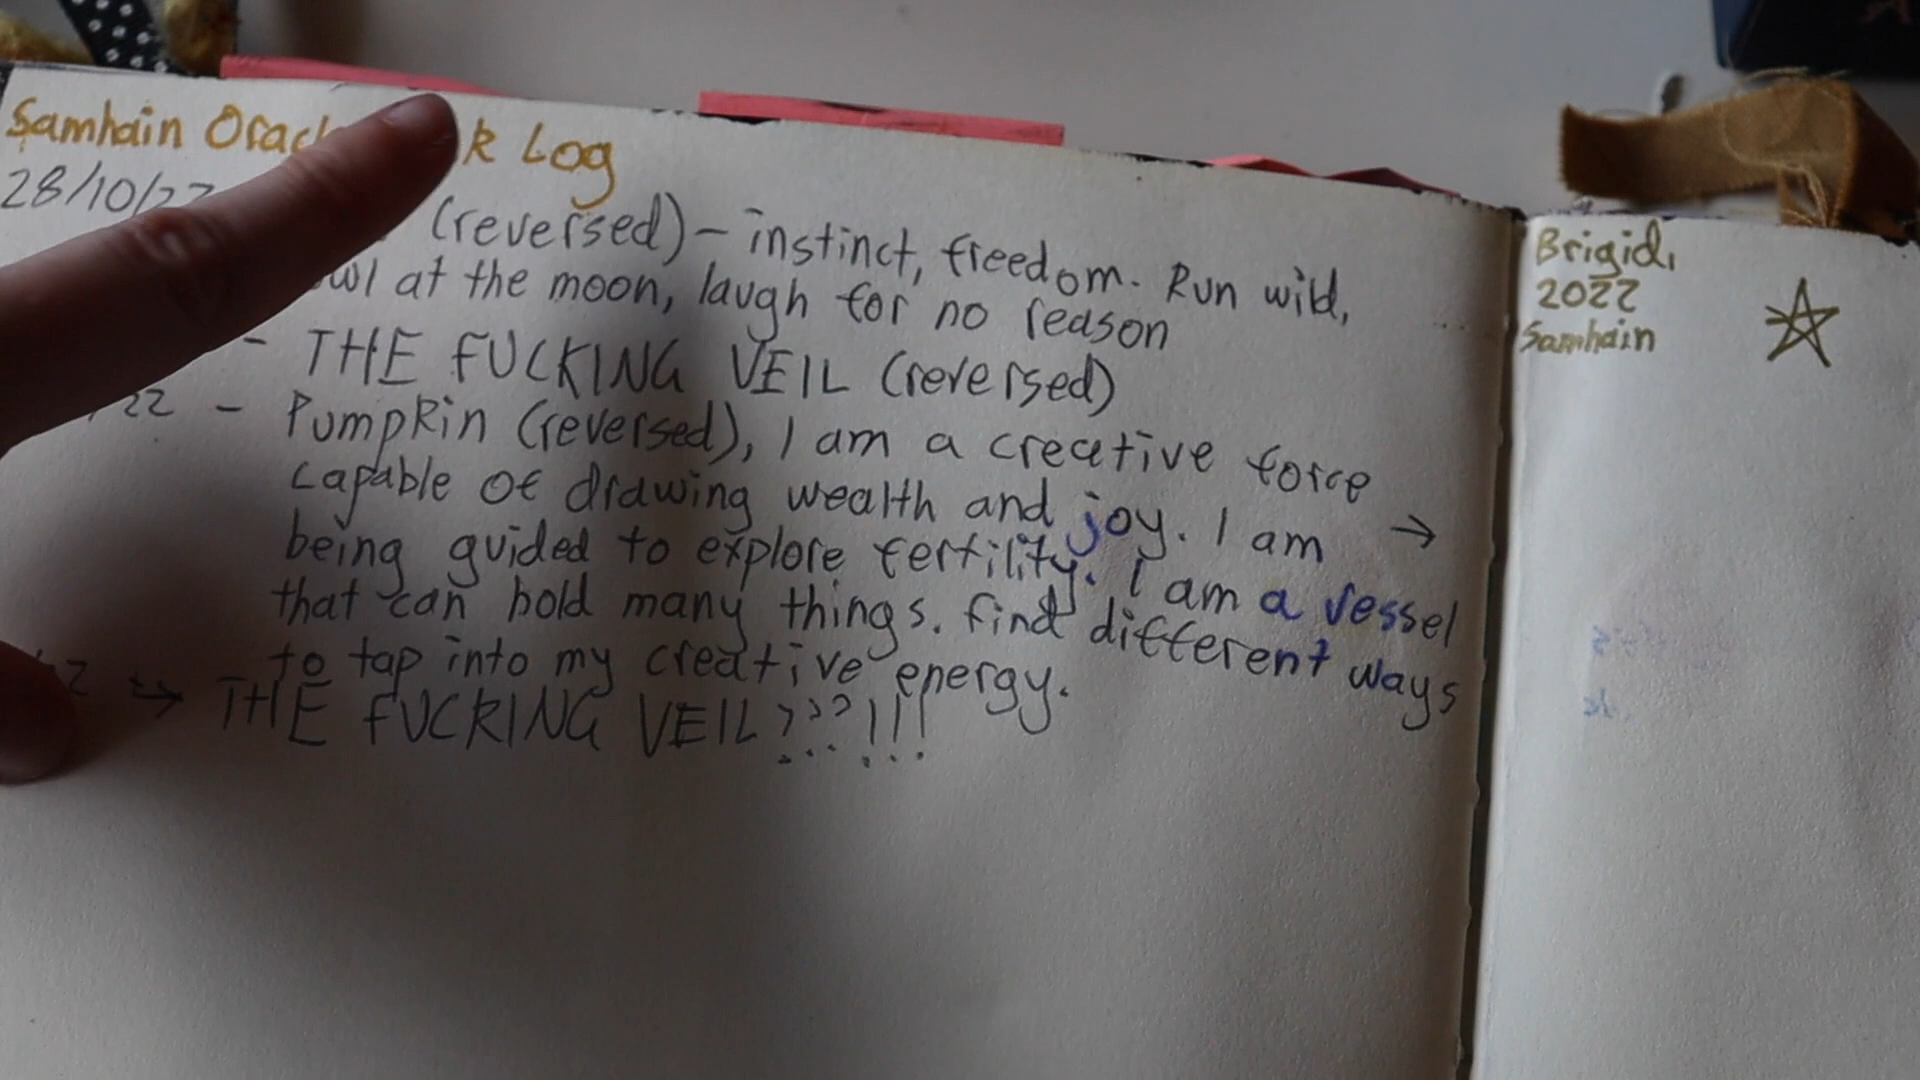 Samhain Log
28/10/22
(reversed) - instinct, freedom. Run wild,
at the moon, laugh for no reason
- THE FUCKING VEIL (reversed)
22 - Pumpkin (reversed), I am a creative force →
capable of drawing wealth and joy. I am
being guided to explore fertility. I am a vessel
that can hold many things. find different ways
to tap into my creative energy.
→ THE FUCKING VEIL???!!!
Brigid,
2022
Samhain